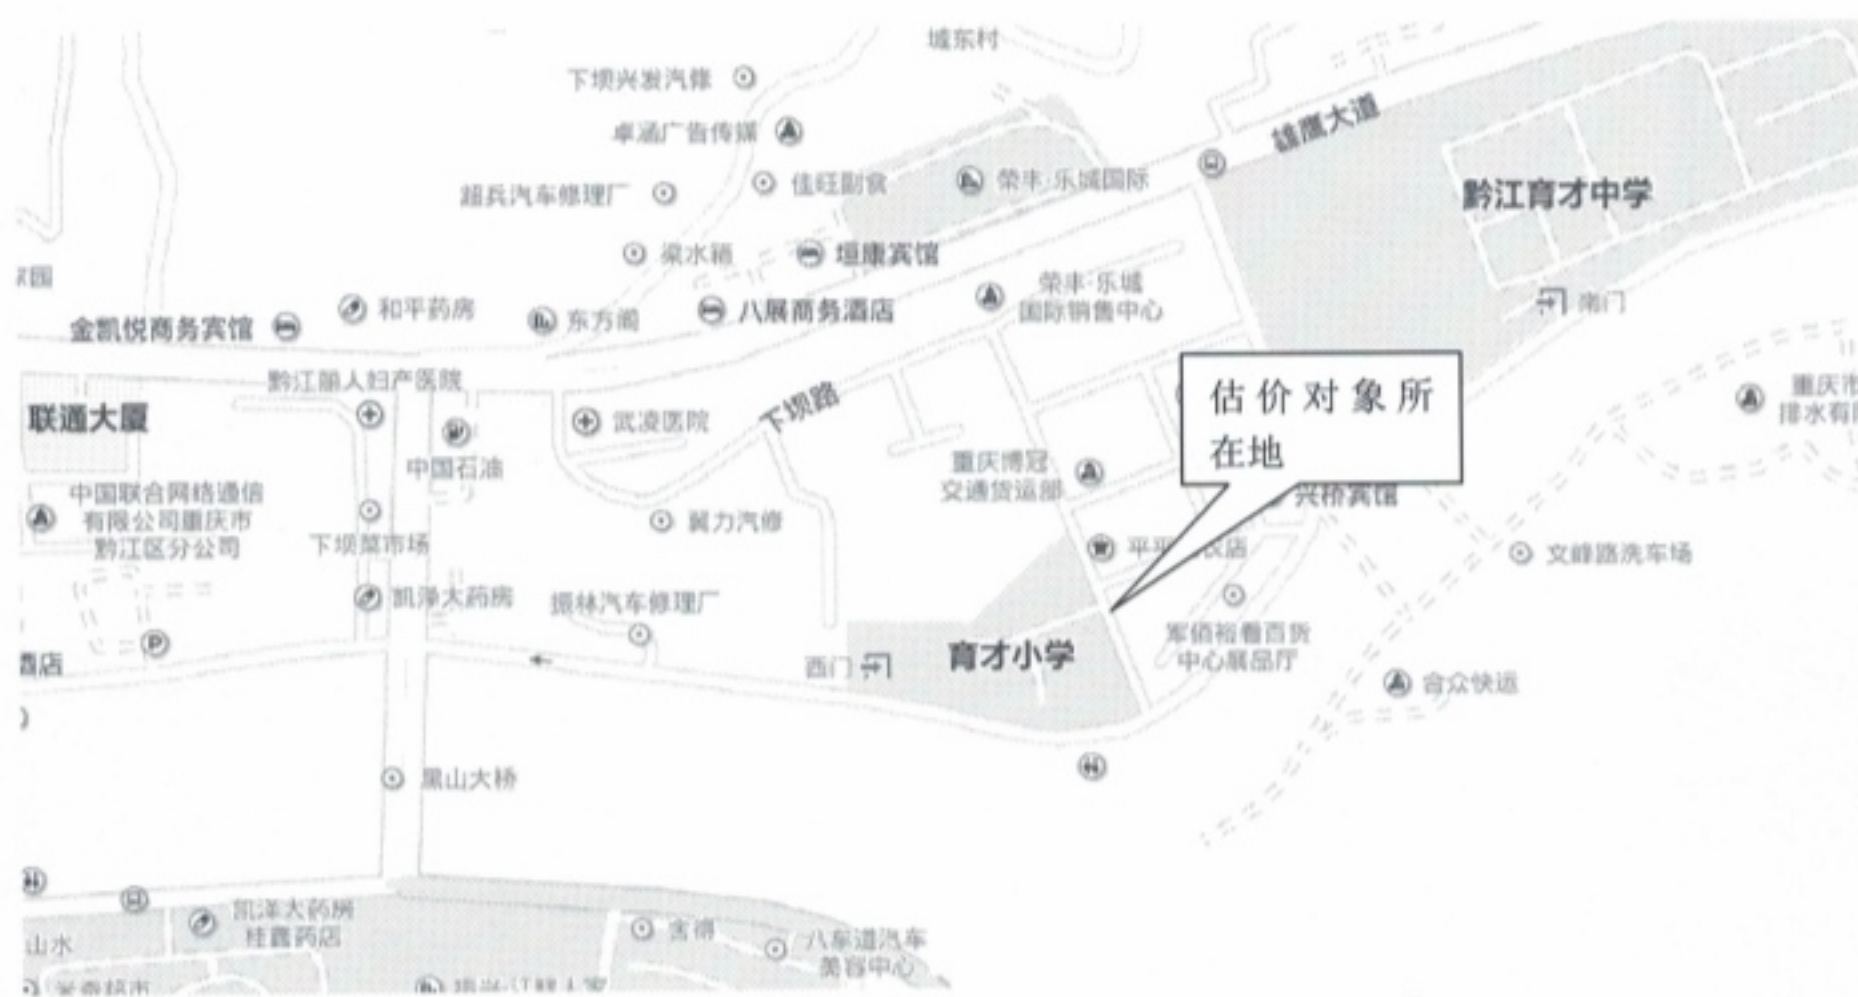 城东村
下坝兴发汽修
卓涵广告传媒
雄鹰大道
超兵汽车修理厂
佳旺副食
荣丰·乐城国际
黔江育才中学
梁水箱
垣康宾馆
荣丰·乐城
国际销售中心
南门
金凯悦商务宾馆
和平药房
东方阁
八展商务酒店
黔江丽人妇产医院
联通大厦
武凌医院
下坝路
估价对象所
在地
重庆市
中国石油
重庆博冠
交通货运部
兴桥宾馆
中国联合网络通信
有限公司重庆市
黔江区分公司
下坝菜市场
翼力汽修
文峰路洗车场
凯泽大药房
振林汽车修理厂
P
酒店
西门
育才小学
中心展品厅
合众快运
黑山大桥
凯泽大药房
桂鑫药店
山水
舍得
八车道汽车
美容中心